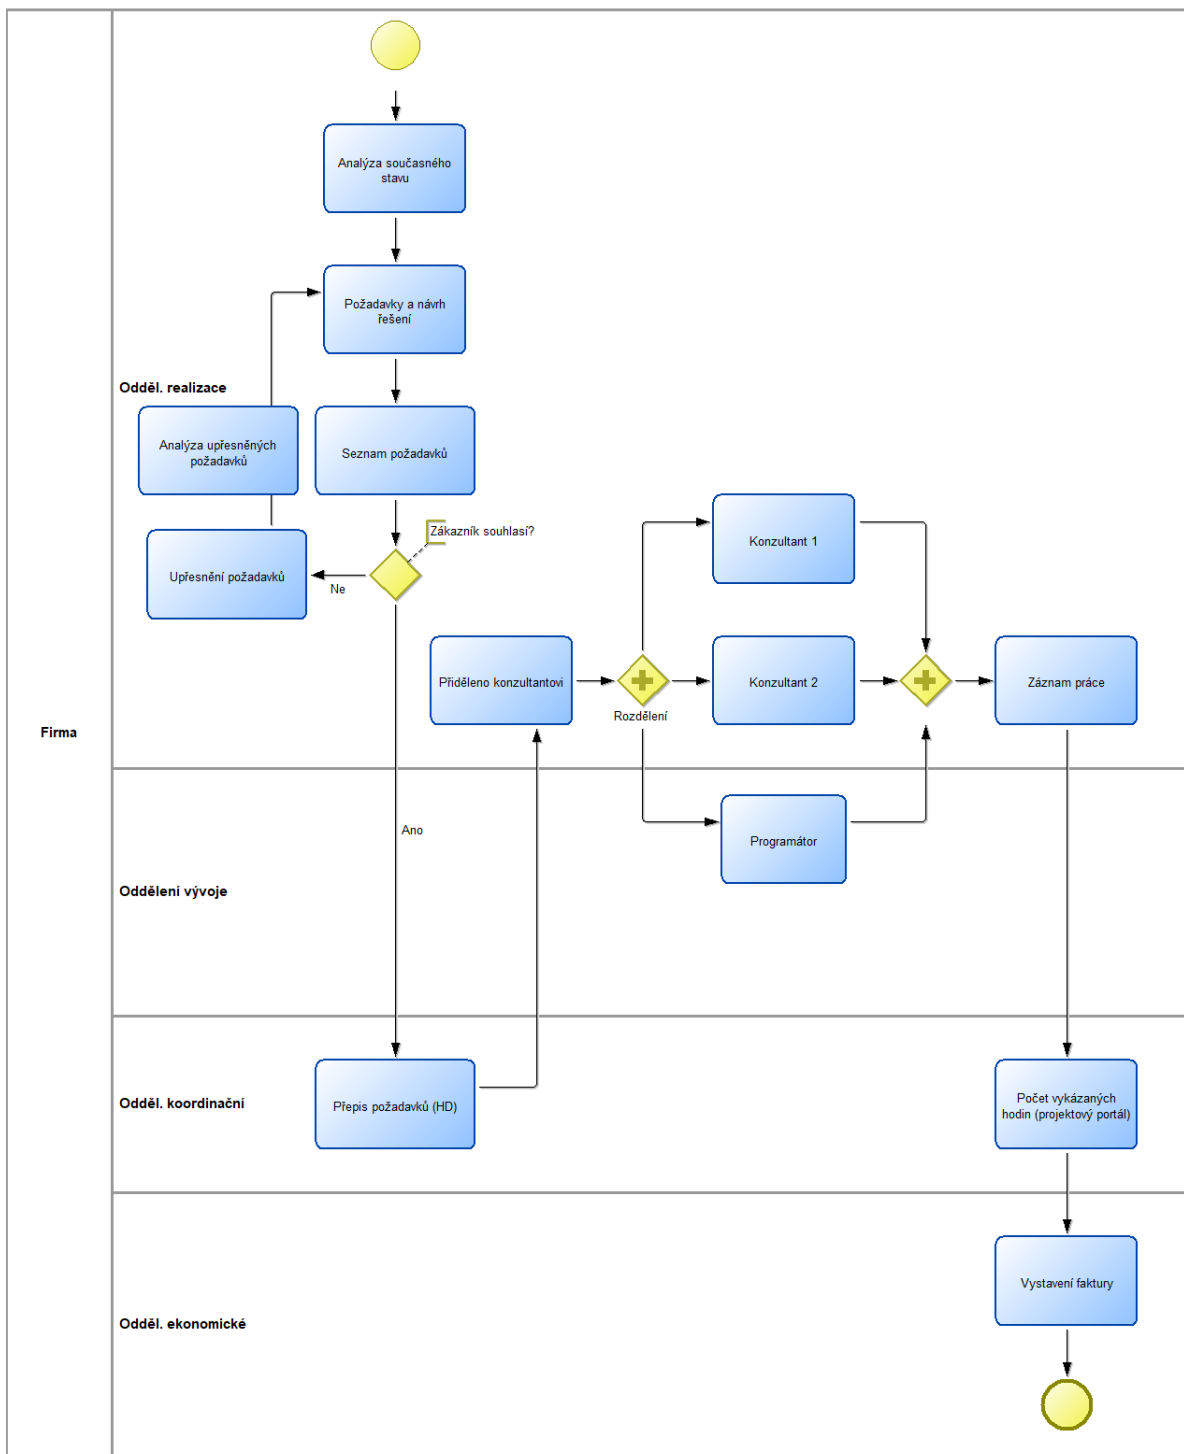 Analýza současného
stavu
Požadavky a návrh
řešení
Odděl. realizace
Analýza upřesněných
požadavků
Seznam požadavků
Zákazník souhlasí?
Konzultant 1
Upřesnění požadavků
Ne
Přiděleno konzultantovi
Konzultant 2
Záznam práce
Rozdělení
Firma
Ano
Programátor
Oddělení vývoje
Odděl. koordinační
Přepis požadavků (HD)
Počet vykázaných
hodin (projektový portál)
Vystavení faktury
Odděl. ekonomické